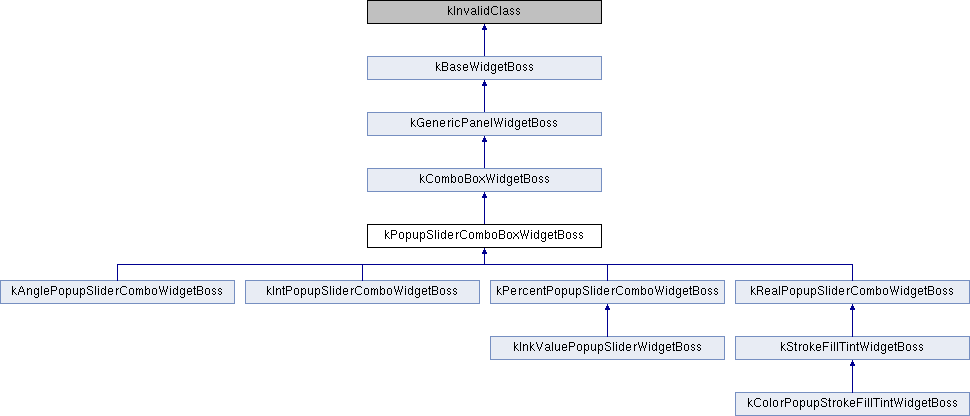 kInvalidClass
kBaseWidgetBoss
kGenericPanelWidgetBoss
kComboBoxWidgetBoss
kPopupSliderComboBoxWidgetBoss
kAnglePopupSliderComboWidgetBoss
kIntPopupSliderComboWidgetBoss
kPercentPopupSliderComboWidgetBoss
kRealPopupSliderComboWidgetBoss
kInkValuePopupSliderWidgetBoss
kStrokeFillTintWidgetBoss
kColorPopupStrokeFillTintWidgetBoss